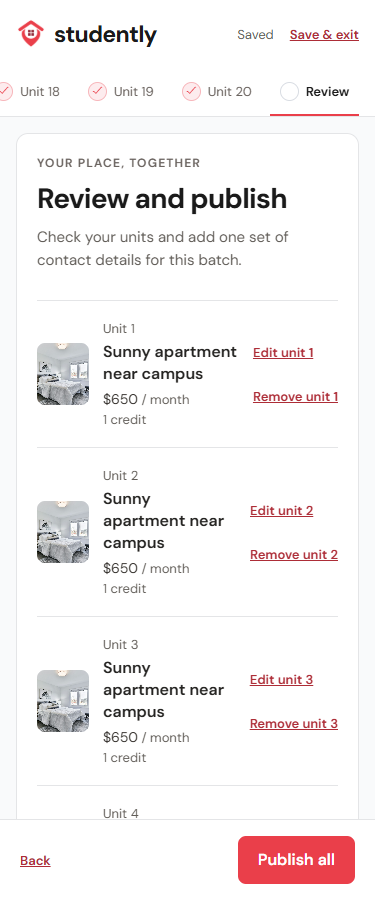 studently
Saved
Save & exit
Unit 18
Unit 19
Unit 20
Review
YOUR PLACE, TOGETHER
Review and publish
Check your units and add one set of
contact details for this batch.
Unit 1
Sunny apartment
near campus
$650 / month
1 credit
Edit unit 1
Remove unit 1
Unit 2
Sunny
apartment near
campus
$650 / month
1 credit
Edit unit 2
Remove unit 2
Unit 3
Sunny
apartment near
campus
$650 / month
1 credit
Edit unit 3
Remove unit 3
Unit 4
Back
Publish all